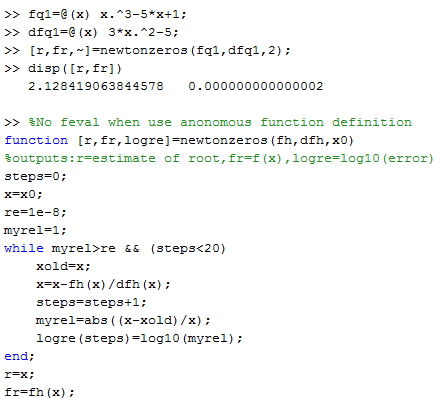 >> fq1=@(x) x.^3-5*x+1;
>> dfq1=@(x) 3*x.^2-5;
>> [r,fr,~]=newtonzeros(fq1,dfq1,2);
>> disp([r,fr])
   2.128419063844578   0.000000000000002

>> %No feval when use anonomous function definition
function [r,fr,logre]=newtonzeros(fh,dfh,x0)
%outputs:r=estimate of root,fr=f(x),logre=log10(error)
steps=0;
x=x0;
re=1e-8;
myrel=1;
while myrel>re && (steps<20)
    xold=x;
    x=x-fh(x)/dfh(x);
    steps=steps+1;
    myrel=abs((x-xold)/x);
    logre(steps)=log10(myrel);
end;
r=x;
fr=fh(x);